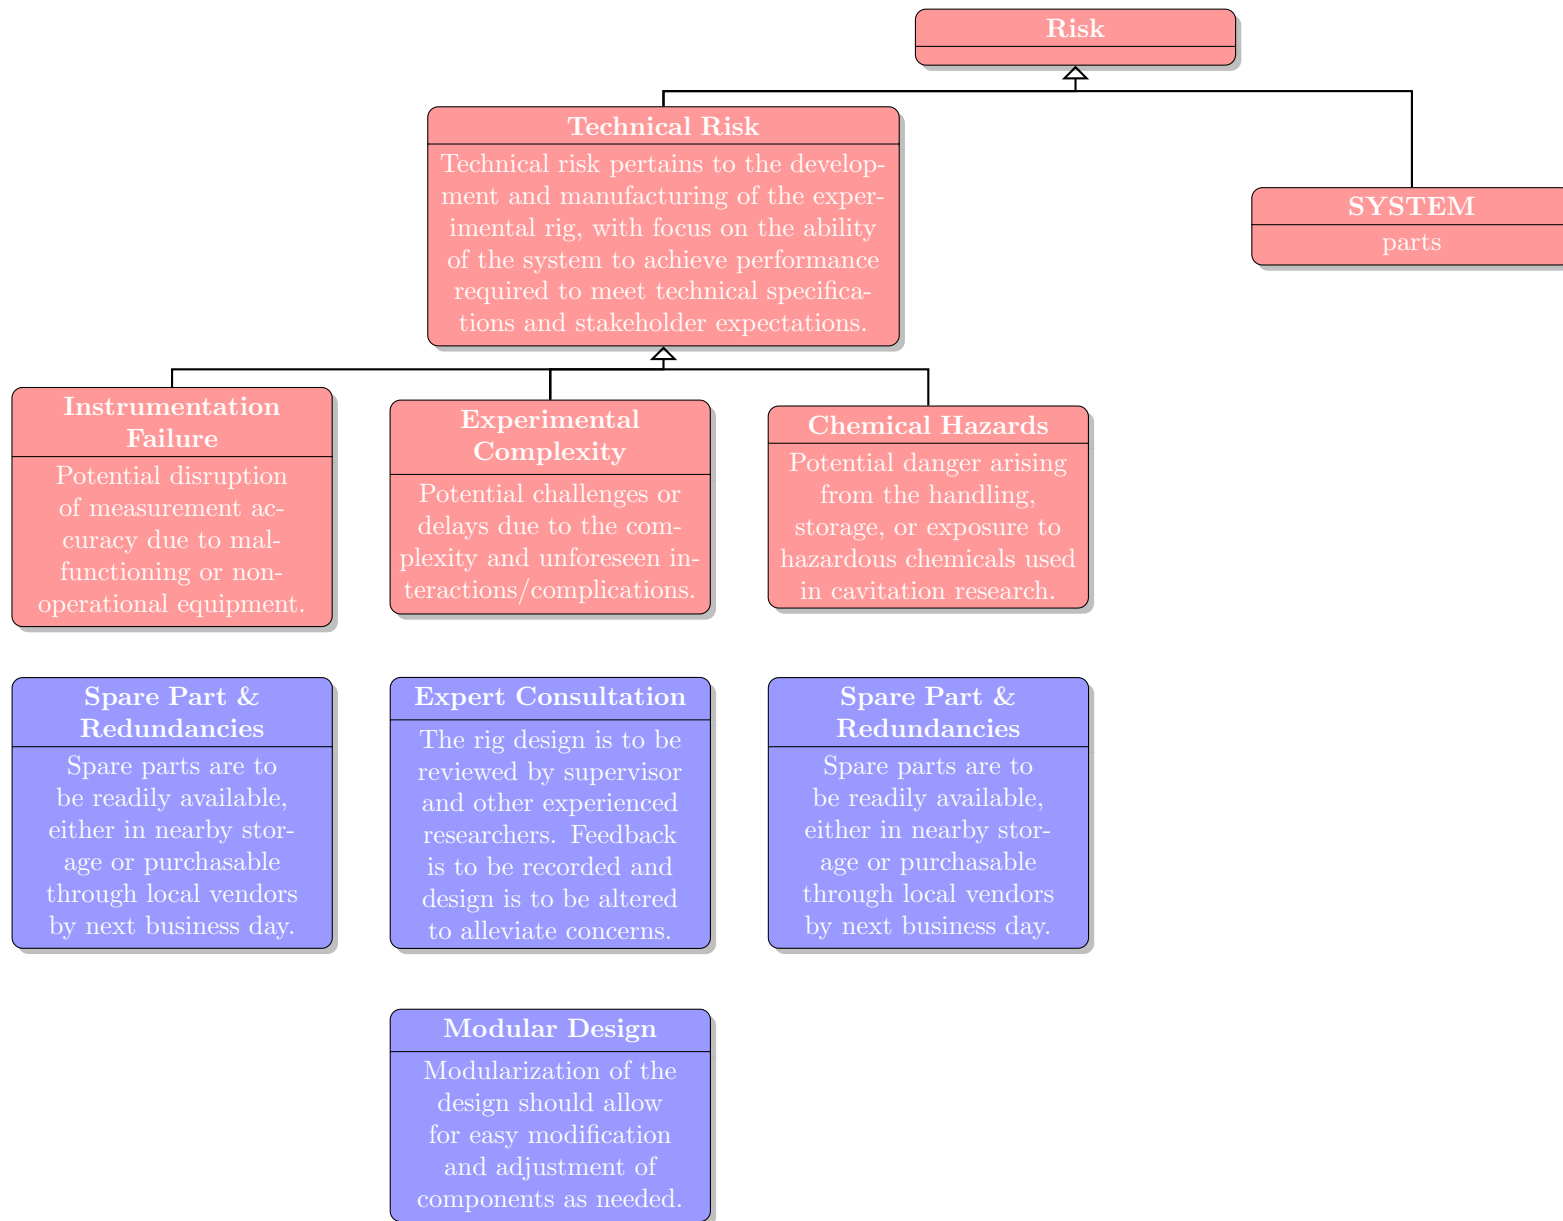 Risk
Technical Risk
Technical risk pertains to the develop-
ment and manufacturing of the exper-
imental rig, with focus on the ability
of the system to achieve performance
required to meet technical specifica-
tions and stakeholder expectations.
SYSTEM
parts
Instrumentation
Failure
Potential disruption
of measurement ac-
curacy due to mal-
functioning or non-
operational equipment.
Experimental
Complexity
Potential challenges or
delays due to the com-
plexity and unforeseen in-
teractions/complications.
Chemical Hazards
Potential danger arising
from the handling,
storage, or exposure to
hazardous chemicals used
in cavitation research.
Spare Part &
Redundancies
Spare parts are to
be readily available,
either in nearby stor-
age or purchasable
through local vendors
by next business day.
Expert Consultation
The rig design is to be
reviewed by supervisor
and other experienced
researchers. Feedback
is to be recorded and
design is to be altered
to alleviate concerns.
Spare Part &
Redundancies
Spare parts are to
be readily available,
either in nearby stor-
age or purchasable
through local vendors
by next business day.
Modular Design
Modularization of the
design should allow
for easy modification
and adjustment of
components as needed.